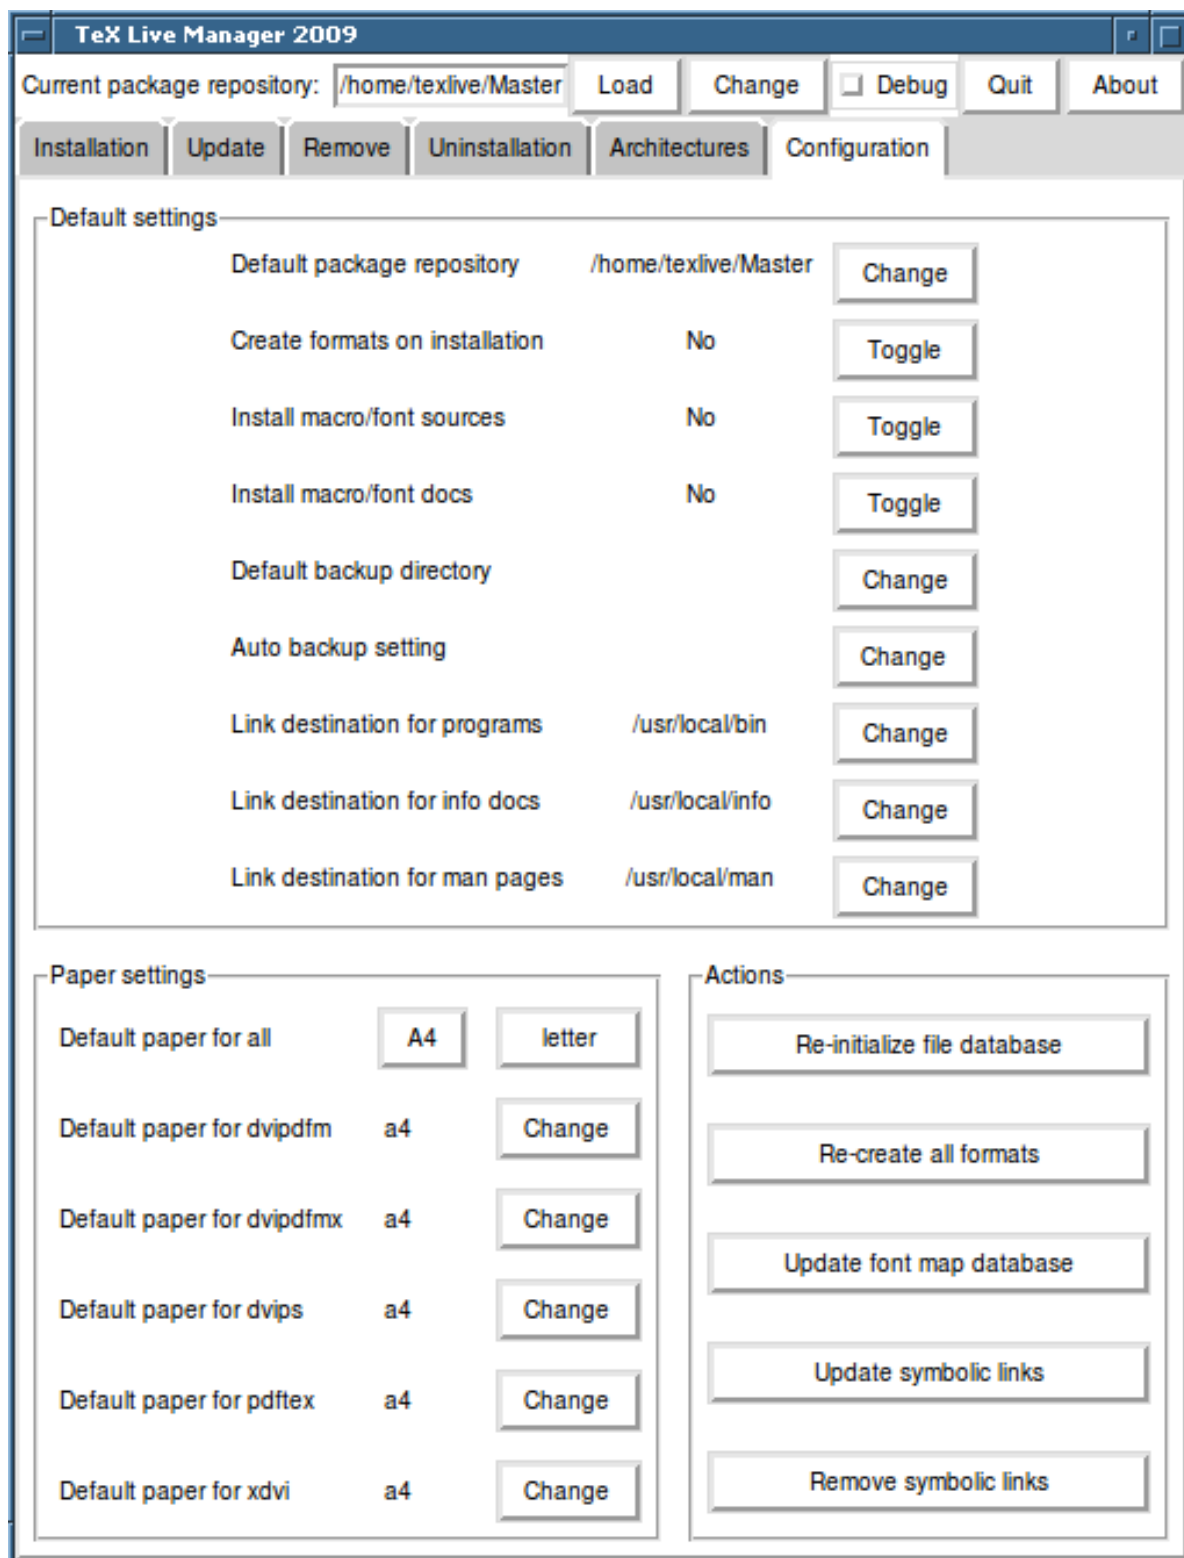 TeX Live Manager 2009
Current package repository: /home/texlive/Master Load Change Debug Quit About
Installation Update Remove Uninstallation Architectures Configuration
Default settings
Default package repository /home/texlive/Master Change
Create formats on installation No Toggle
Install macro/font sources No Toggle
Install macro/font docs No Toggle
Default backup directory Change
Auto backup setting Change
Link destination for programs /usr/local/bin Change
Link destination for info docs /usr/local/info Change
Link destination for man pages /usr/local/man Change
Paper settings
Default paper for all A4 letter
Default paper for dvipdfm a4 Change
Default paper for dvipdfmx a4 Change
Default paper for dvips a4 Change
Default paper for pdftex a4 Change
Default paper for xdvi a4 Change
Actions
Re-initialize file database
Re-create all formats
Update font map database
Update symbolic links
Remove symbolic links